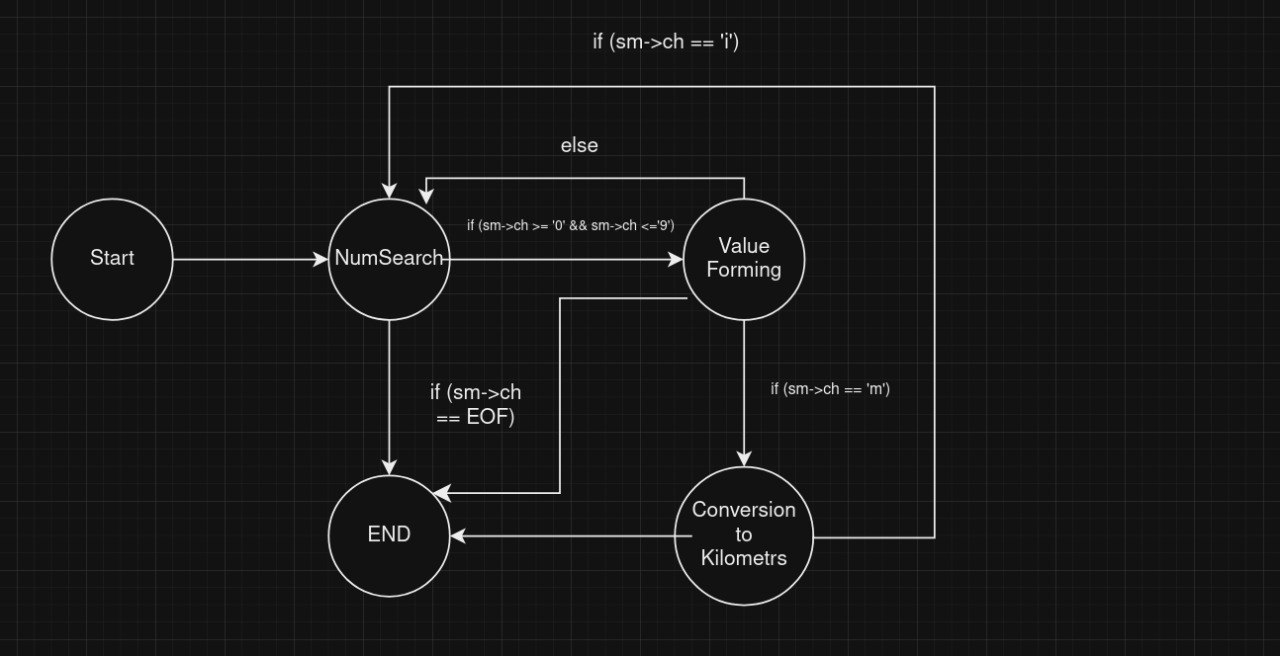 if (sm->ch == 'i')
else
if (sm->ch >= '0' && sm->ch <='9')
Start
NumSearch
Value
Forming
if (sm->ch
== EOF)
if (sm->ch == 'm')
END
Conversion
to
Kilometrs